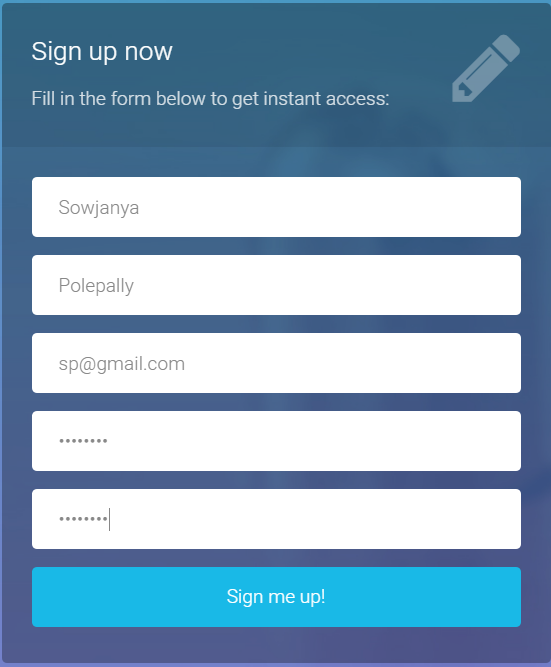 Sign up now
Fill in the form below to get instant access:
Sowjanya
Polepally
sp@gmail.com
••••••••
••••••••
Sign me up!